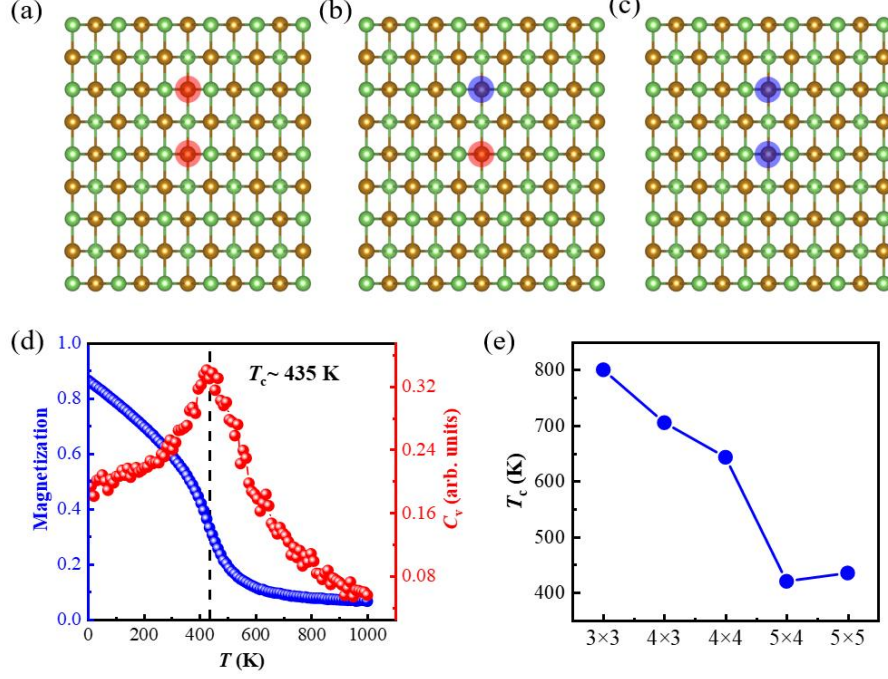 (a)
(b)
(c)
(d)
Magnetization
1.0
0.8
0.6
0.4
0.2
0.0
Tc~ 435 K
0.32
0.24
0.16
0.08
Cv (arb. units)
0 200 400 600 800 1000
T (K)
(e)
Tc (K)
800
700
600
500
400
3×3 4×3 4×4 5×4 5×5